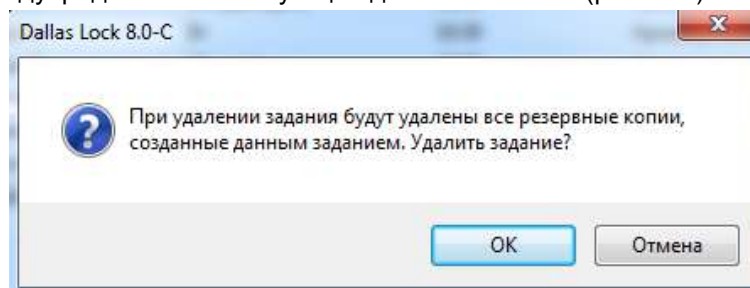 Dallas Lock 8.0-C
При удалении задания будут удалены все резервные копии,
созданные данным заданием. Удалить задание?
OK
Отмена